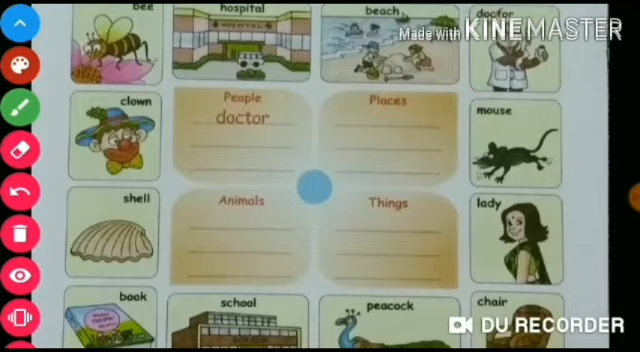 bee
hospital
beach
doctor
Made with KINEMASTER
HOSPITAL
clown
People
doctor
Places
mouse
shell
Animals
Things
lady
book
school
peacock
chair
DU RECORDER